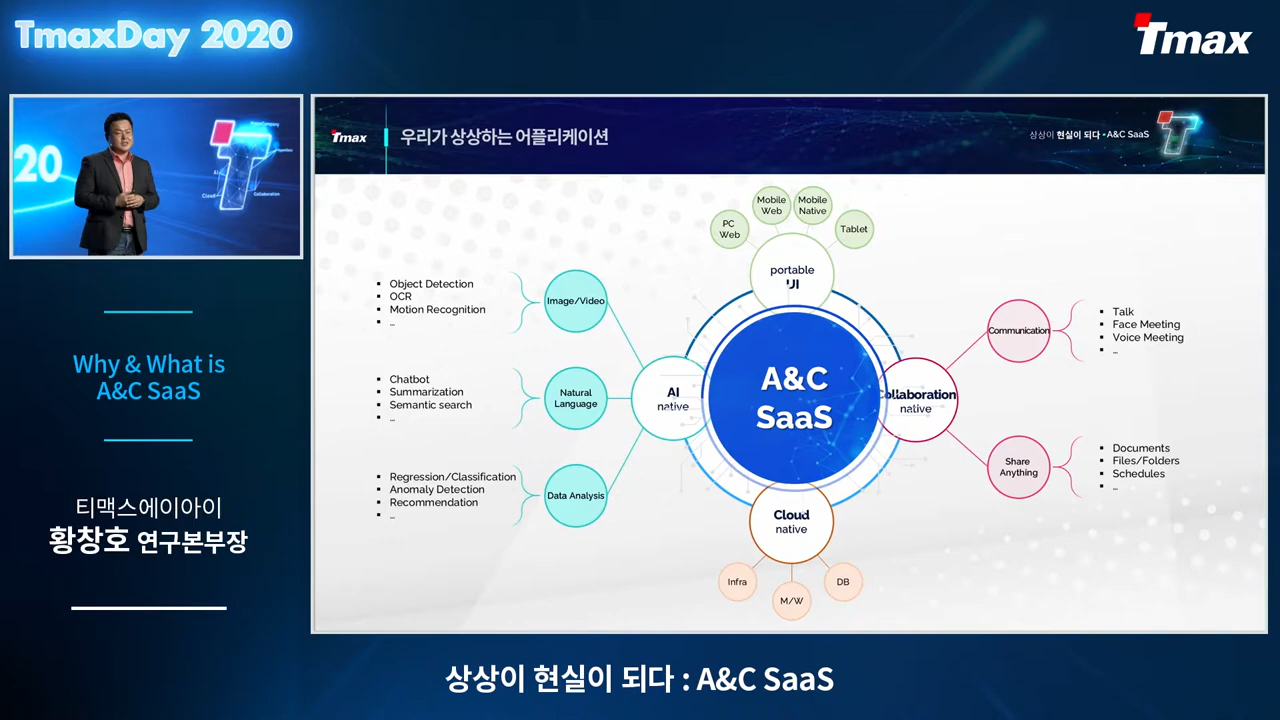 TmaxDay 2020
Tmax
20
Cloud
Collaboration
Why & What is
A&C SaaS
티맥스에이아이
황창호 연구본부장
Tmax
우리가 상상하는 어플리케이션
상상이 현실이 되다 - A&C SaaS
PC
Web
Mobile
Web
Mobile
Native
Tablet
portable
UI
Object Detection
OCR
Motion Recognition
...
Image/Video
Chatbot
Summarization
Semantic search
...
Natural
Language
Regression/Classification
Anomaly Detection
Recommendation
...
Data Analysis
AI
native
A&C
SaaS
Collaboration
native
Communication
Talk
Face Meeting
Voice Meeting
...
Share
Anything
Documents
Files/Folders
Schedules
...
Cloud
native
Infra
M/W
DB
상상이 현실이 되다 : A&C SaaS